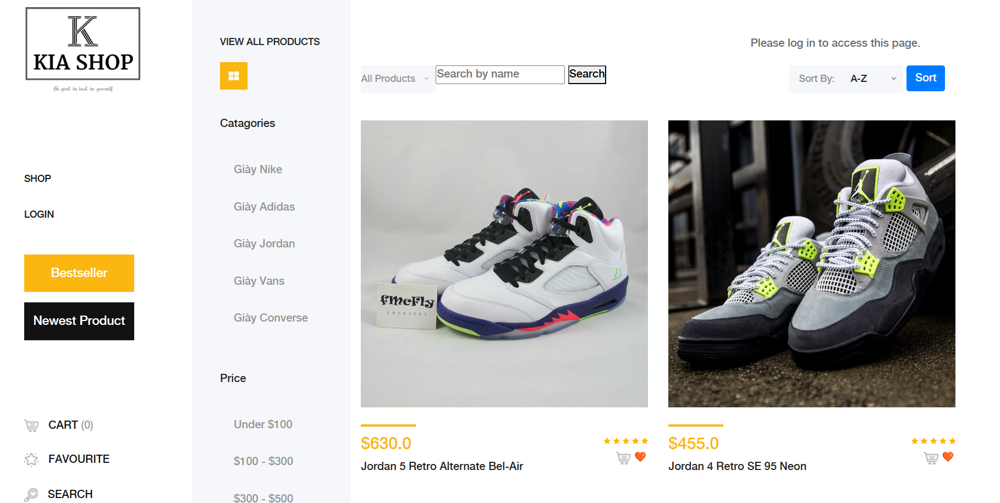 K
KIA SHOP
Be good, be bad, be yourself
SHOP
LOGIN
Bestseller
Newest Product
CART (0)
FAVOURITE
SEARCH
VIEW ALL PRODUCTS
Catagories
Giày Nike
Giày Adidas
Giày Jordan
Giày Vans
Giày Converse
Price
Under $100
$100 - $300
$300 - $500
Please log in to access this page.
All Products
Search by name
Search
Sort By:
A-Z
Sort
23
fmcFly
SNEAKERS
$630.0
Jordan 5 Retro Alternate Bel-Air
$455.0
Jordan 4 Retro SE 95 Neon